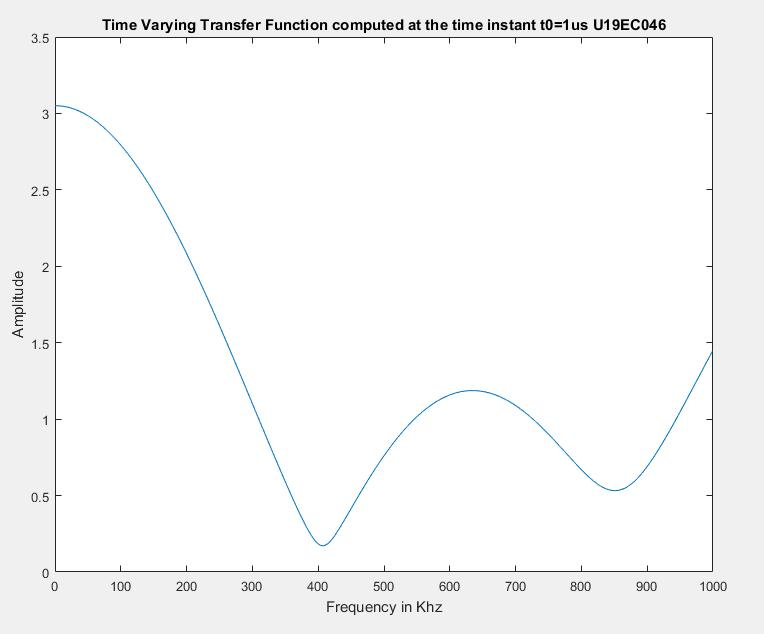 Time Varying Transfer Function computed at the time instant t0=1us U19EC046
3.5
3
2.5
2
1.5
1
0.5
0
Amplitude
0 100 200 300 400 500 600 700 800 900 1000
Frequency in Khz